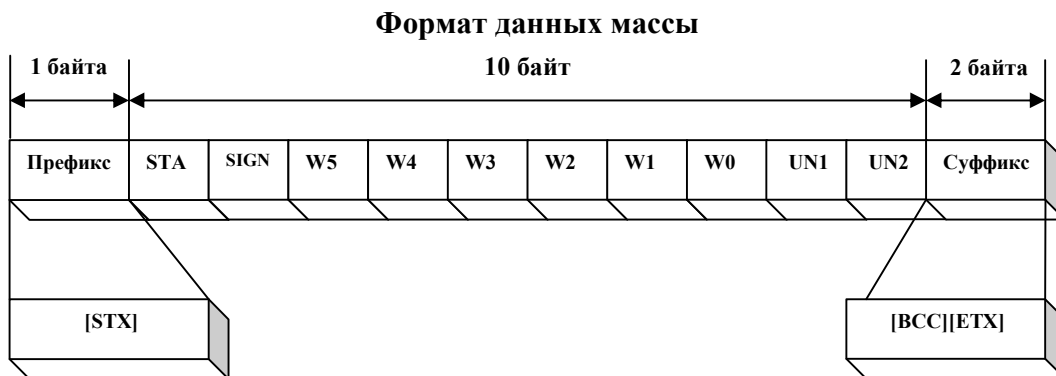 Формат данных массы
1 байта 10 байт 2 байта
Префикс STA SIGN W5 W4 W3 W2 W1 W0 UN1 UN2 Суффикс
[STX] [BCC][ETX]